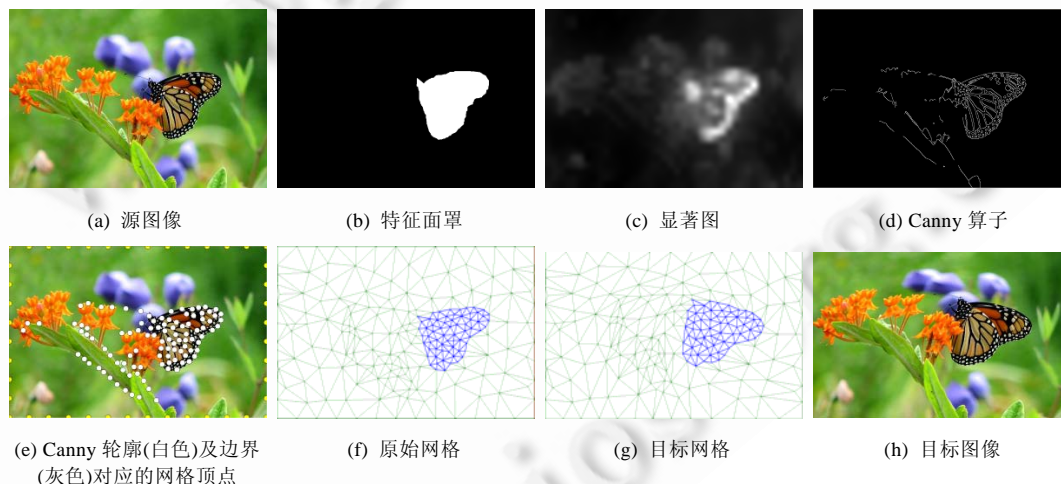 (a) 源图像
(b) 特征面罩
(c) 显著图
(d) Canny 算子
(e) Canny 轮廓(白色)及边界
(灰色)对应的网格顶点
(f) 原始网格
(g) 目标网格
(h) 目标图像